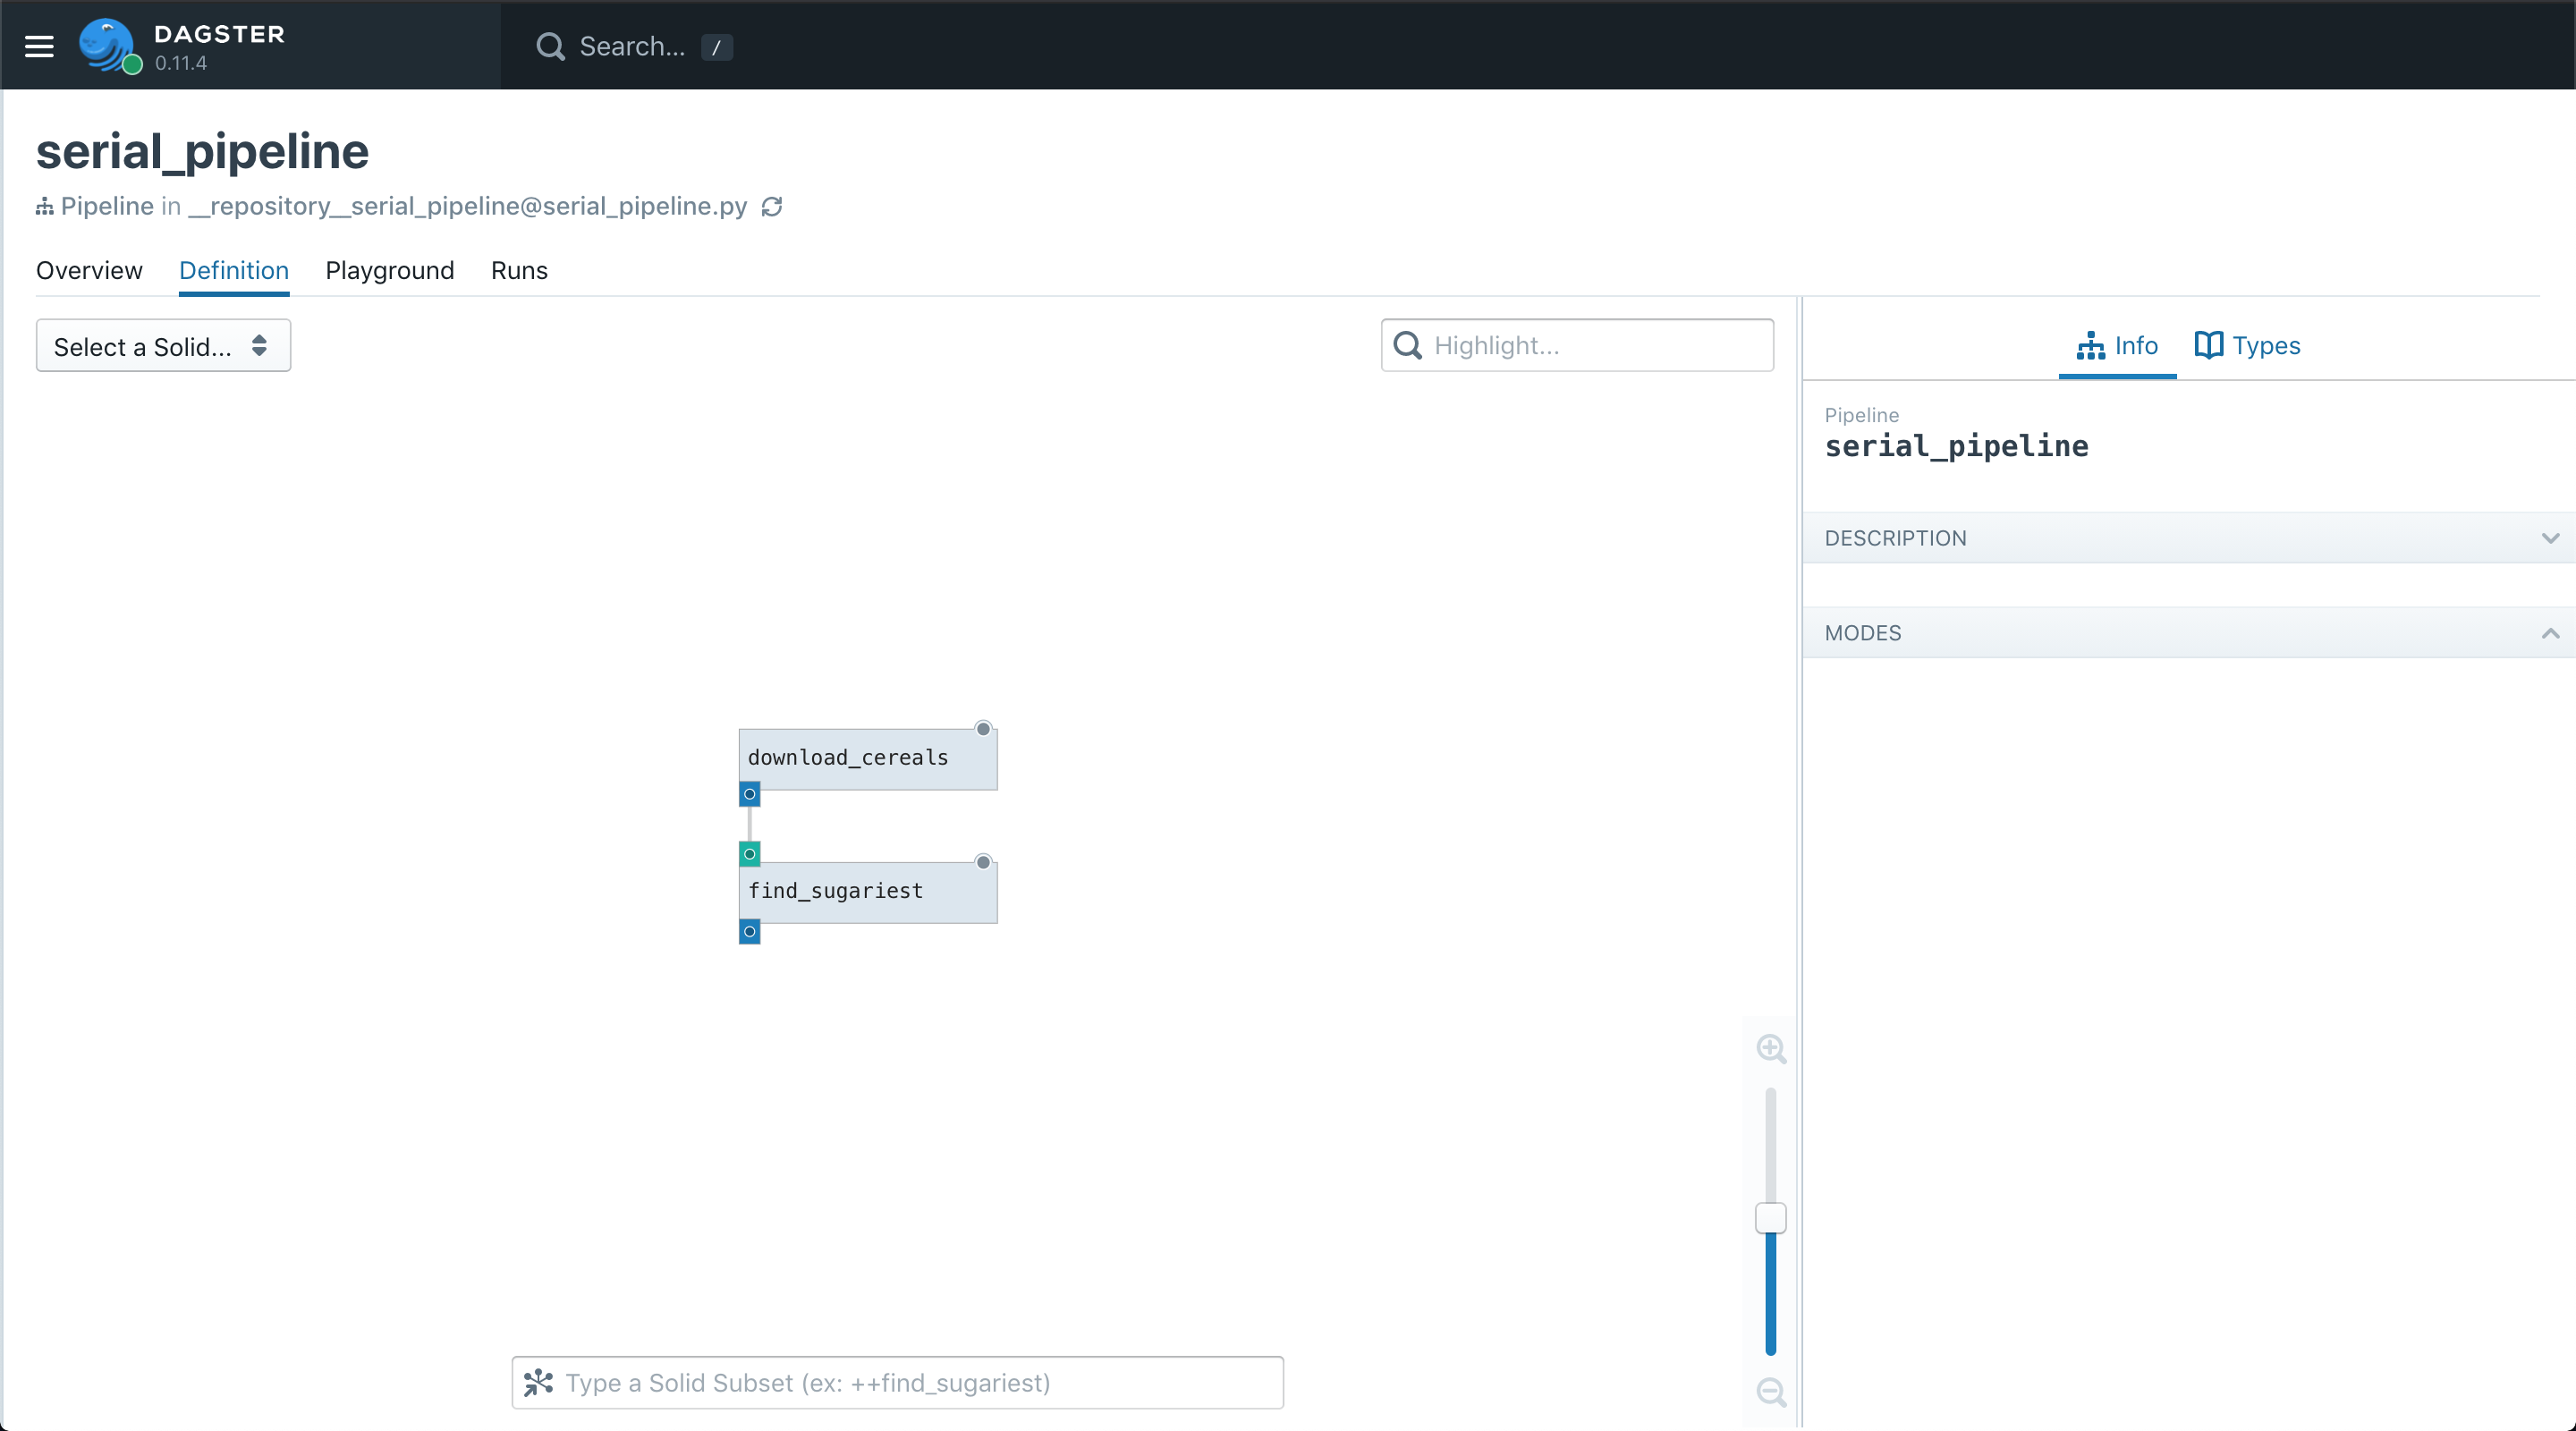 DAGSTER
0.11.4
Search... /
serial_pipeline
Pipeline in __repository__serial_pipeline@serial_pipeline.py
Overview Definition Playground Runs
Select a Solid...
Highlight...
Info Types
Pipeline
serial_pipeline
DESCRIPTION
MODES
download_cereals
find_sugariest
Type a Solid Subset (ex: ++find_sugariest)